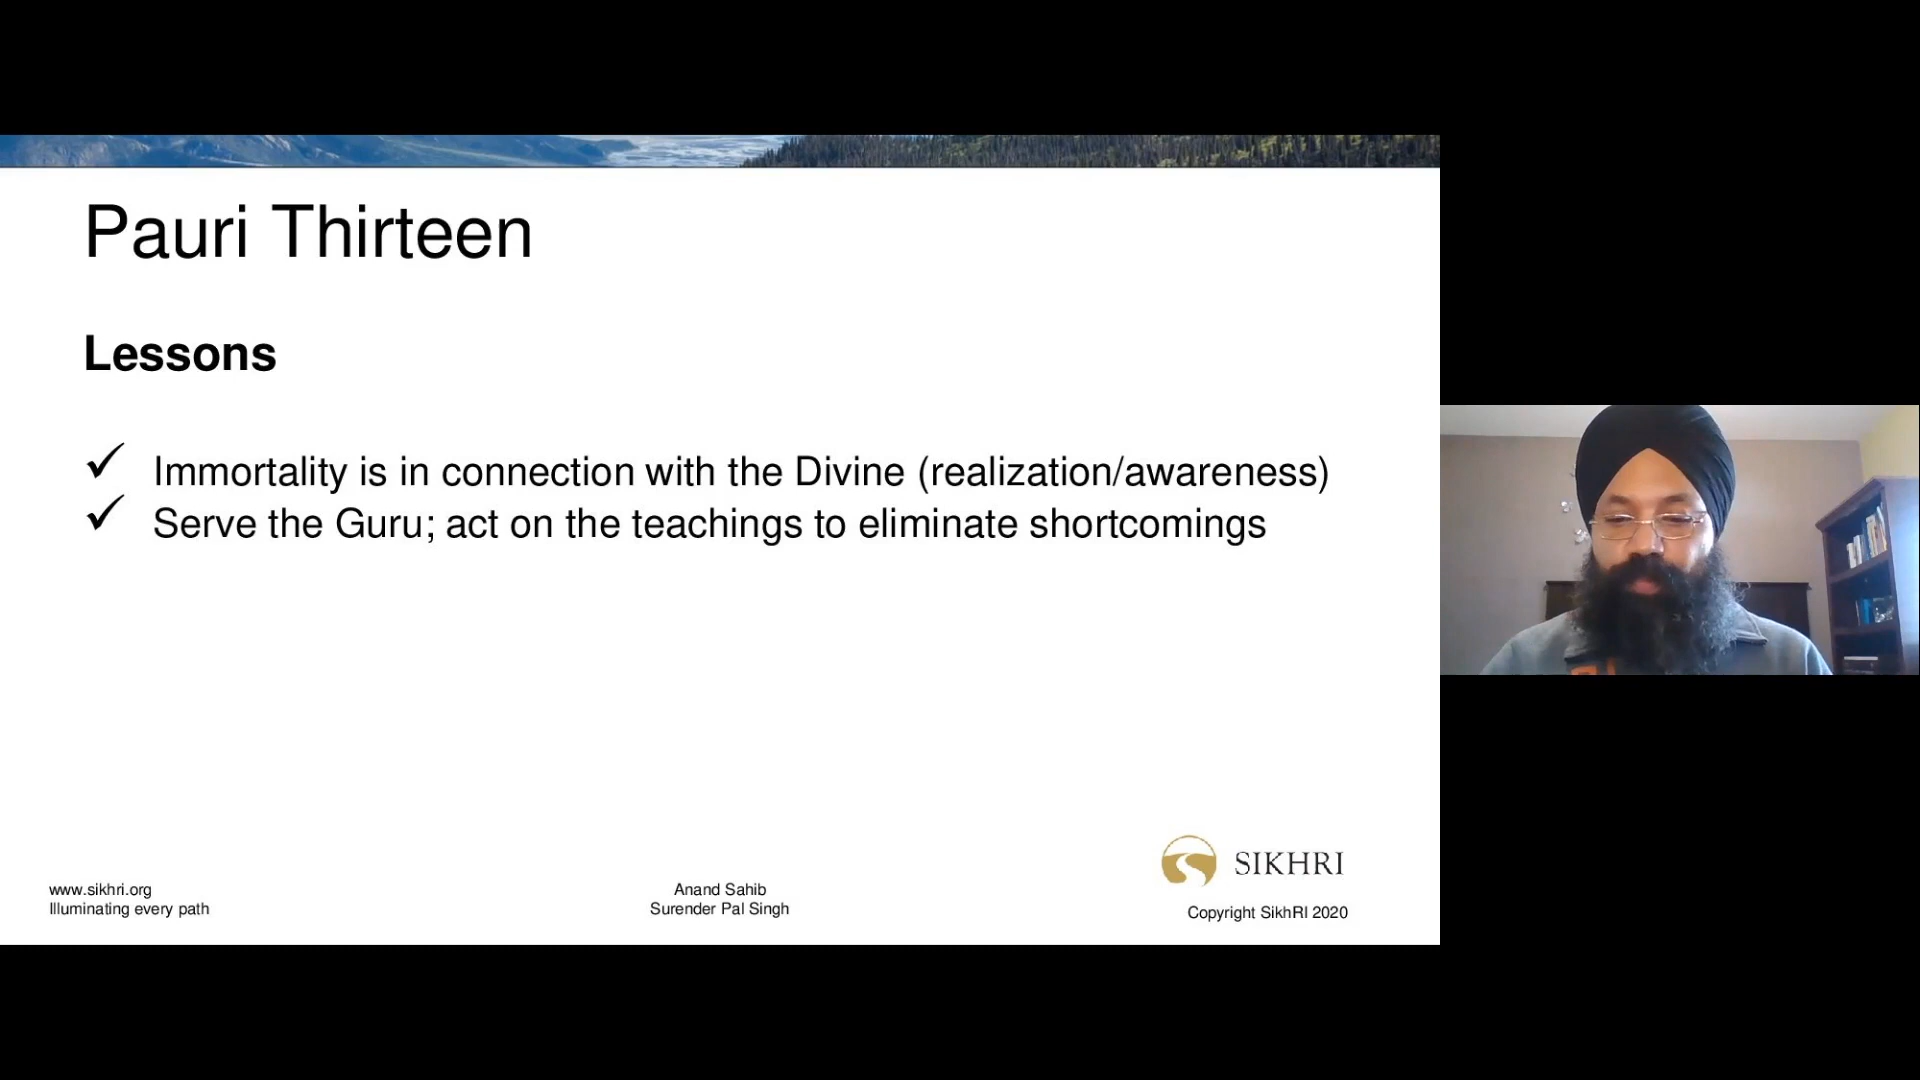 Pauri Thirteen
Lessons
✓ Immortality is in connection with the Divine (realization/awareness)
✓ Serve the Guru; act on the teachings to eliminate shortcomings
www.sikhri.org
Illuminating every path
Anand Sahib
Surender Pal Singh
SIKHRI
Copyright SikhRI 2020